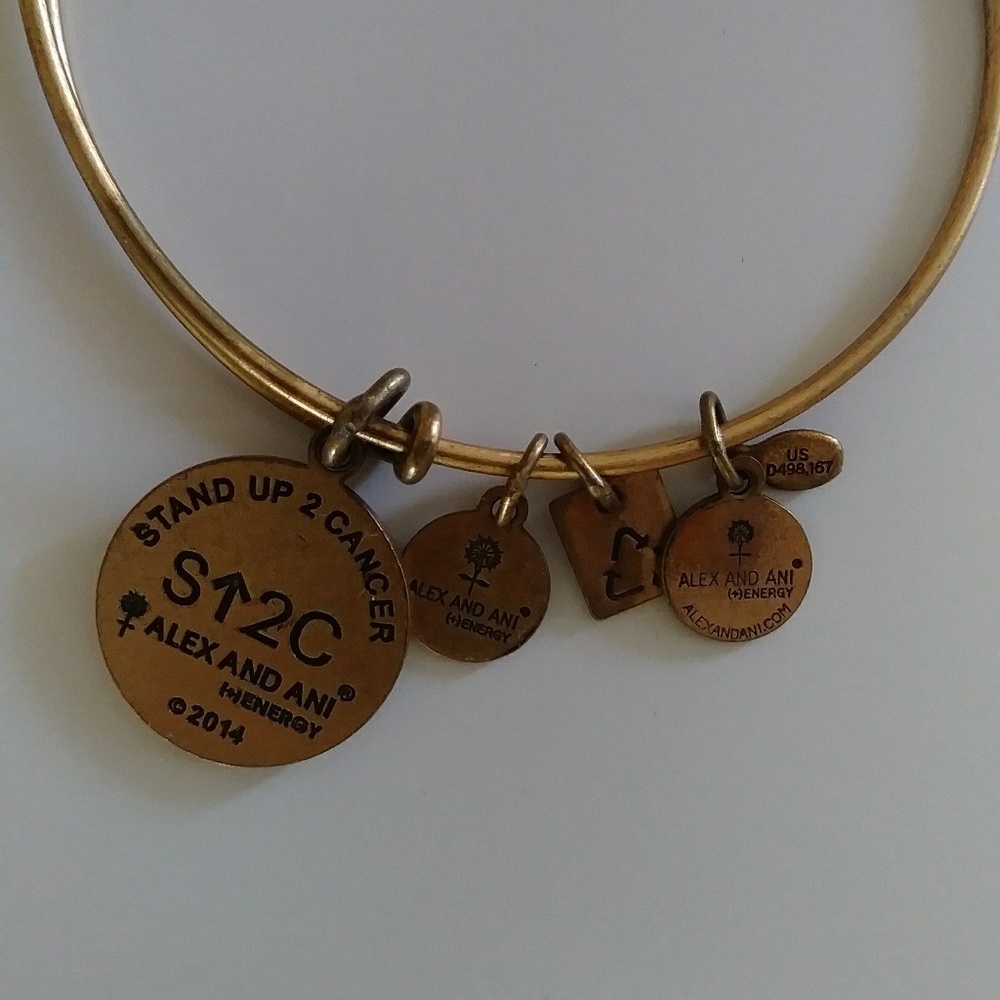 STAND UP 2 CANCER
S↑2C
ALEX AND ANI®
(+)ENERGY
©2014
ALEX AND ANI®
(+)ENERGY
ALEX AND ANI®
(+)ENERGY
ALEXANDANI.COM
US
D498,167